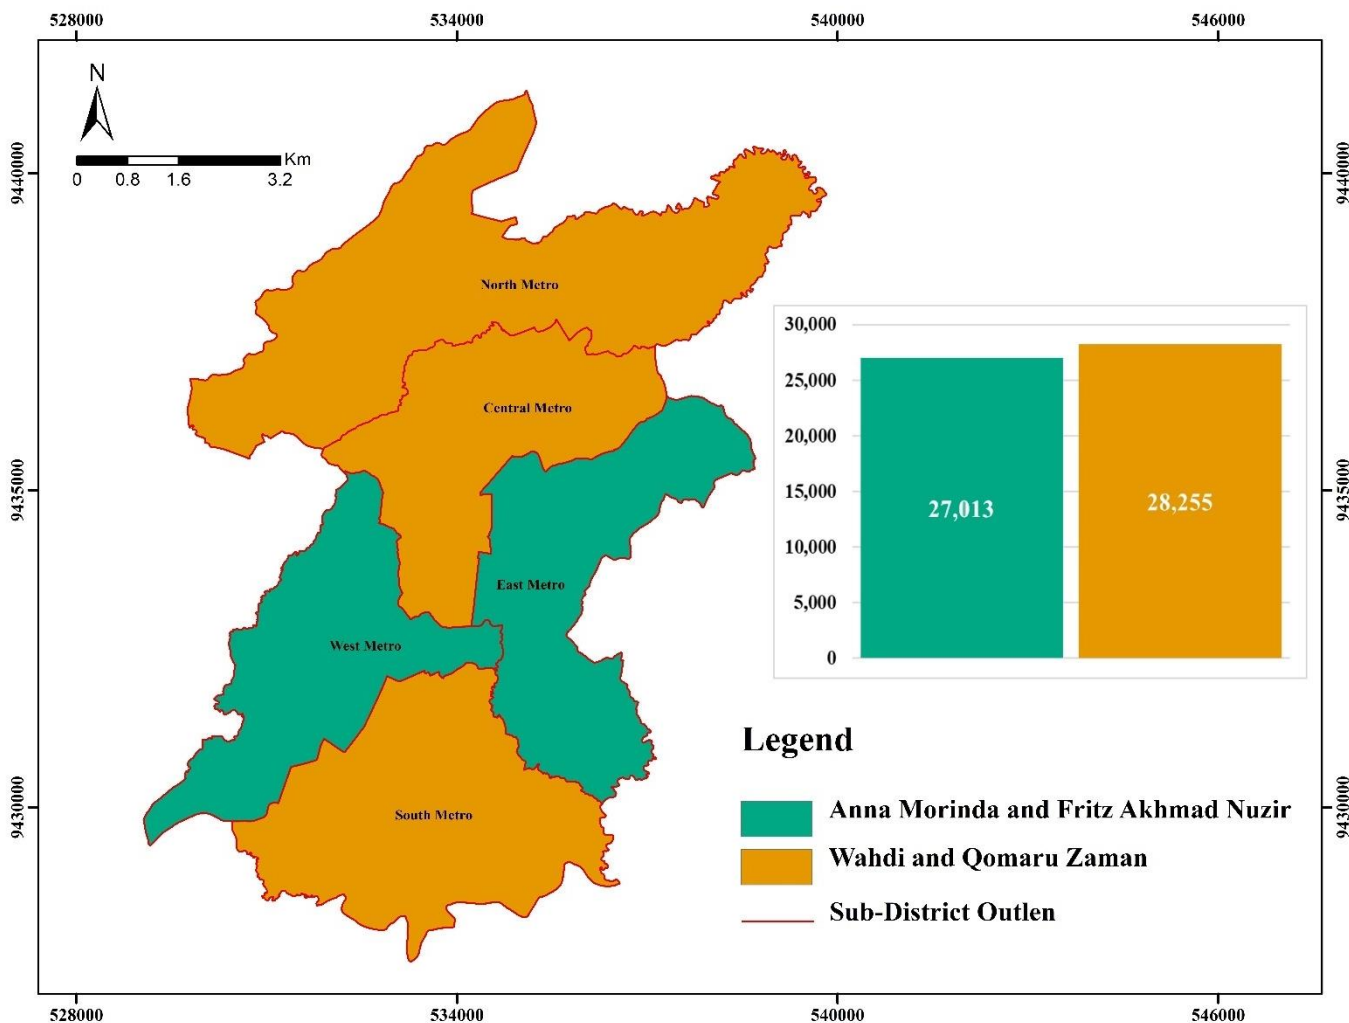 528000 534000 540000 546000
N
Km
0 0.8 1.6 3.2
9440000 9440000
North Metro
30,000
25,000
Central Metro
20,000
9435000 9435000
15,000
27,013 28,255
10,000
East Metro
5,000
West Metro
0
Legend
9430000 9430000
South Metro
Anna Morinda and Fritz Akhmad Nuzir
Wahdi and Qomaru Zaman
Sub-District Outlen
528000 534000 540000 546000